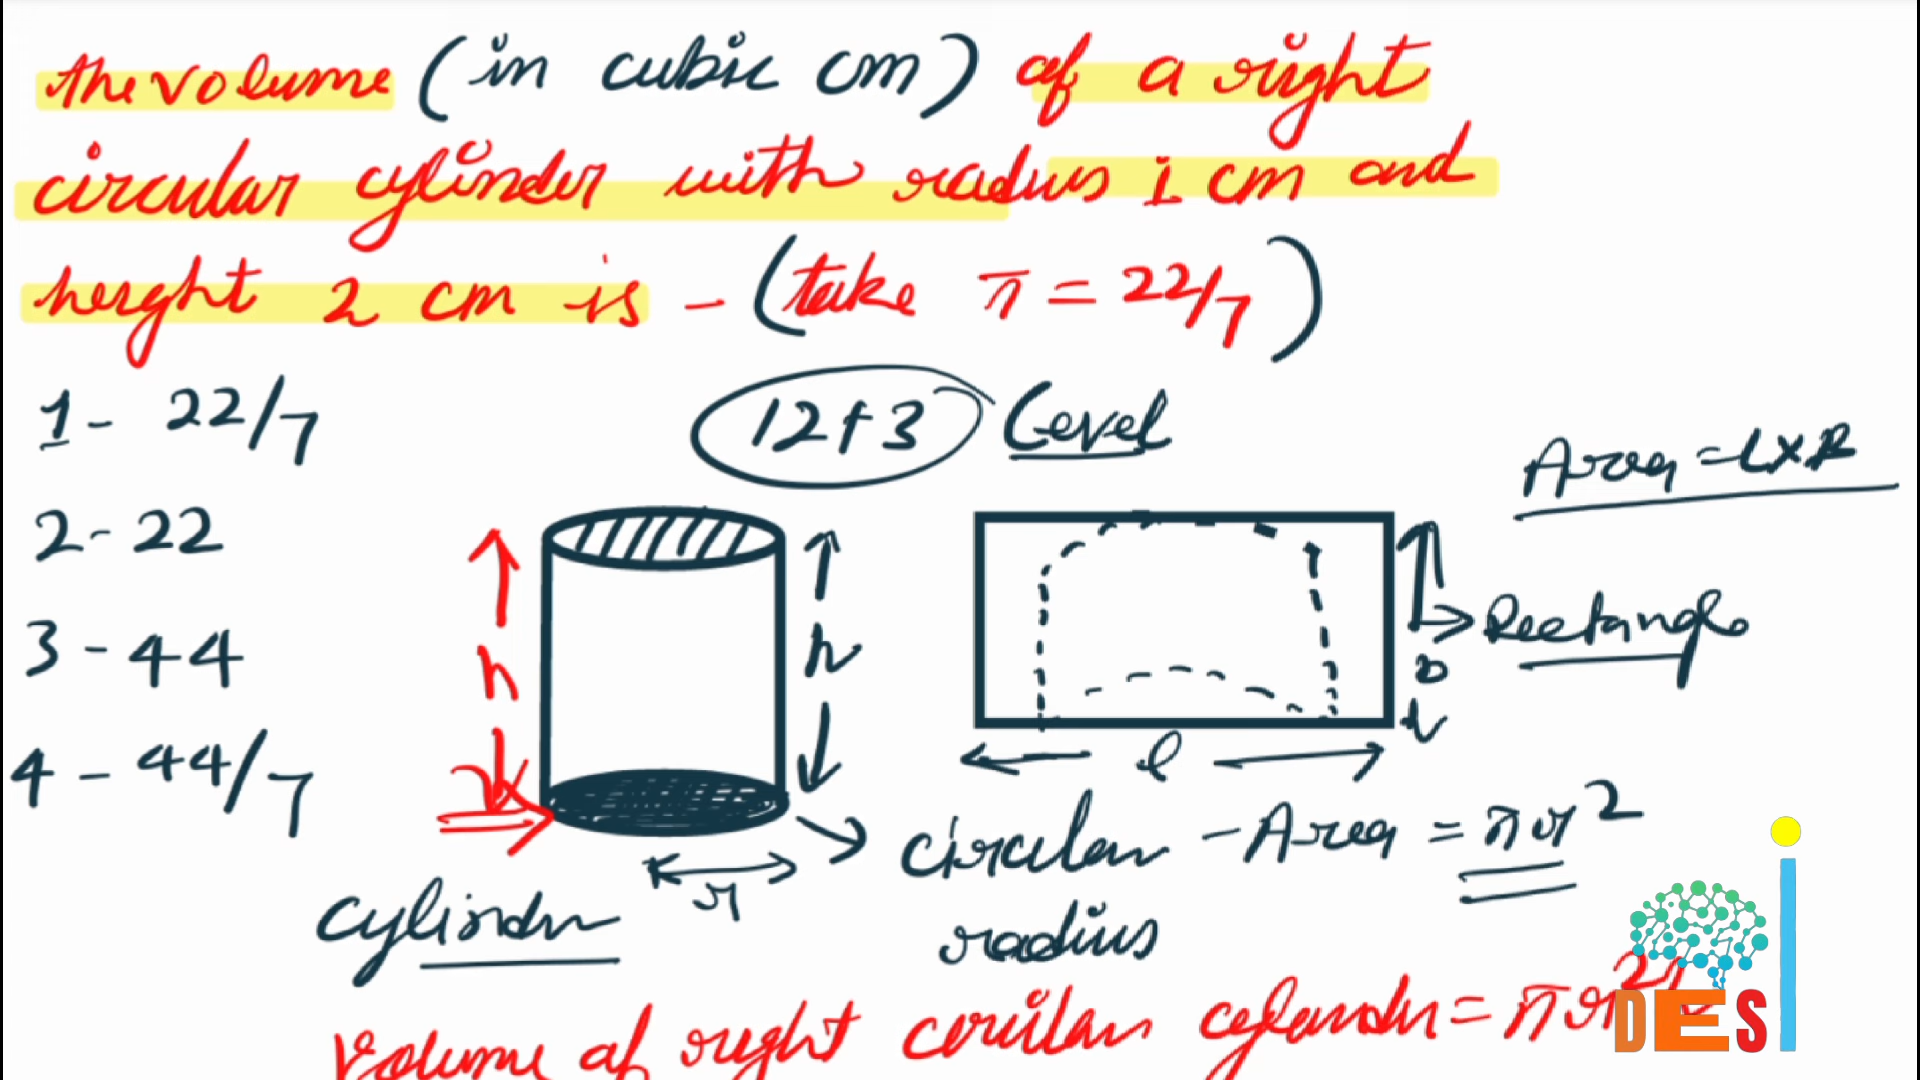 the volume (in cubic cm) of a right
circular cylinder with radius 1 cm and
height 2 cm is - (take π = 22/7)
1 - 22/7
12+3 Level
Area = L×B
2 - 22
3 - 44
h
h
Rectangle
b
4 - 44/7
l
r
Circular - Area = πr²
r
cylinder
radius
DESi
Volume of right circular cylinder = πr²